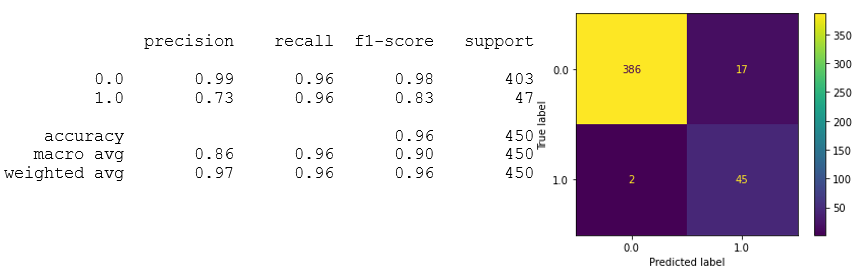 precision recall f1-score support
0.0 0.99 0.96 0.98 403
1.0 0.73 0.96 0.83 47
accuracy 0.96 450
macro avg 0.86 0.96 0.90 450
weighted avg 0.97 0.96 0.96 450
True label
0.0
1.0
386 17
2 45
0.0 1.0
Predicted label
350
300
250
200
150
100
50